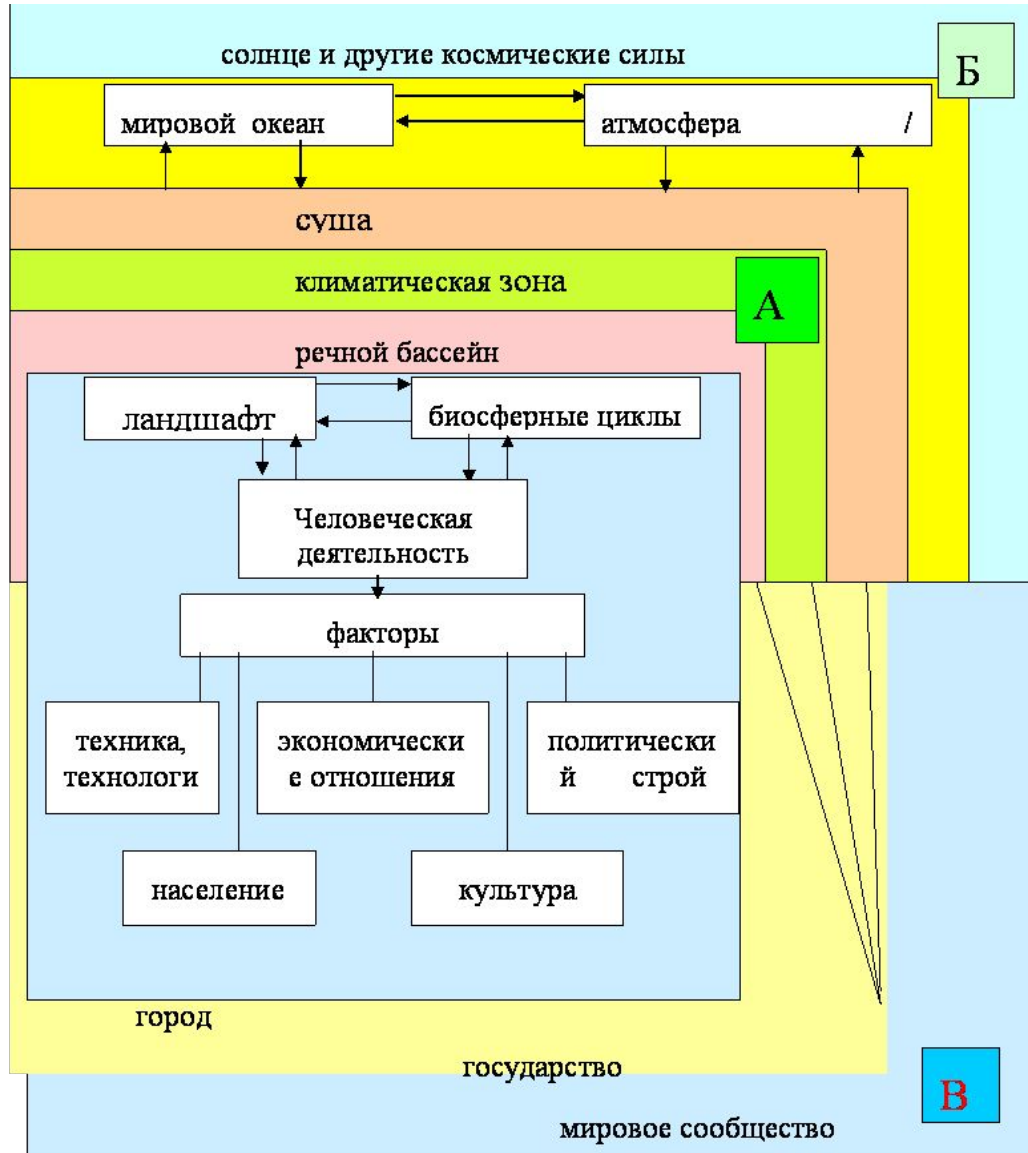 солнце и другие космические силы
Б
мировой океан
атмосфера /
суша
климатическая зона
А
речной бассейн
ландшафт
биосферные циклы
Человеческая
деятельность
факторы
техника,
технологи
экономически
е отношения
политически
й строй
население
культура
город
государство
В
мировое сообщество